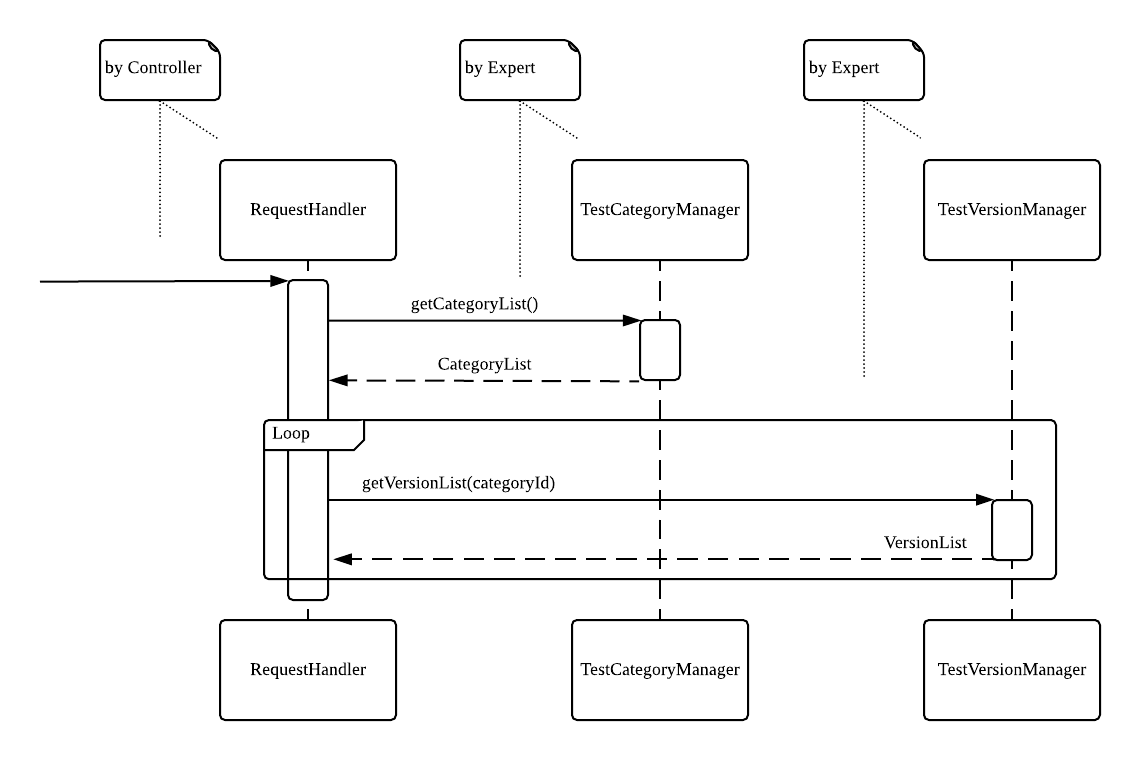 by Controller
by Expert
by Expert
RequestHandler
TestCategoryManager
TestVersionManager
getCategoryList()
CategoryList
Loop
getVersionList(categoryId)
VersionList
RequestHandler
TestCategoryManager
TestVersionManager